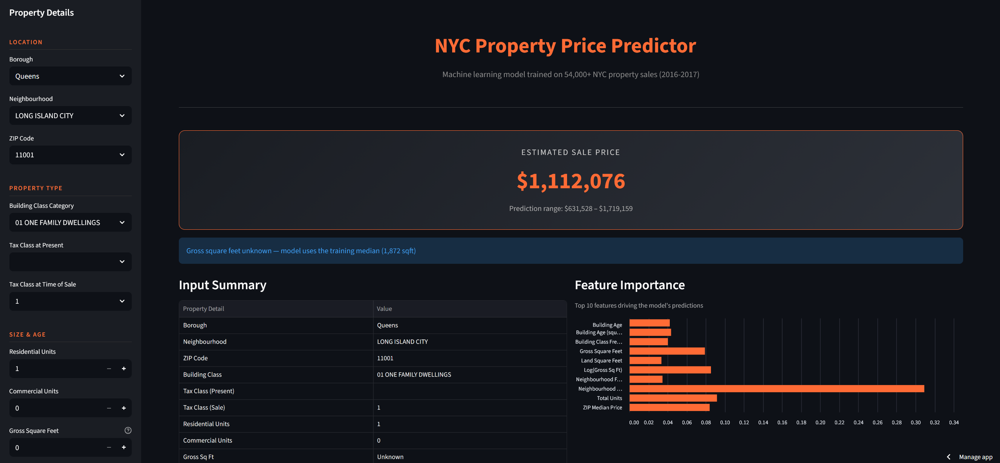 Property Details
LOCATION
Borough
Queens
Neighbourhood
LONG ISLAND CITY
ZIP Code
11001
PROPERTY TYPE
Building Class Category
01 ONE FAMILY DWELLINGS
Tax Class at Present
Tax Class at Time of Sale
1
SIZE & AGE
Residential Units
1
Commercial Units
0
Gross Square Feet
0
NYC Property Price Predictor
Machine learning model trained on 54,000+ NYC property sales (2016-2017)
ESTIMATED SALE PRICE
$1,112,076
Prediction range: $631,528 – $1,719,159
Gross square feet unknown — model uses the training median (1,872 sqft)
Input Summary
Property Detail Value
Borough Queens
Neighbourhood LONG ISLAND CITY
ZIP Code 11001
Building Class 01 ONE FAMILY DWELLINGS
Tax Class (Present)
Tax Class (Sale) 1
Residential Units 1
Commercial Units 0
Gross Sq Ft Unknown
Feature Importance
Top 10 features driving the model's predictions
Building Age
Building Age (squ…
Building Class Fre…
Gross Square Feet
Land Square Feet
Log(Gross Sq Ft)
Neighbourhood F…
Neighbourhood …
Total Units
ZIP Median Price
0.00 0.02 0.04 0.06 0.08 0.10 0.12 0.14 0.16 0.18 0.20 0.22 0.24 0.26 0.28 0.30 0.32 0.34
Manage app